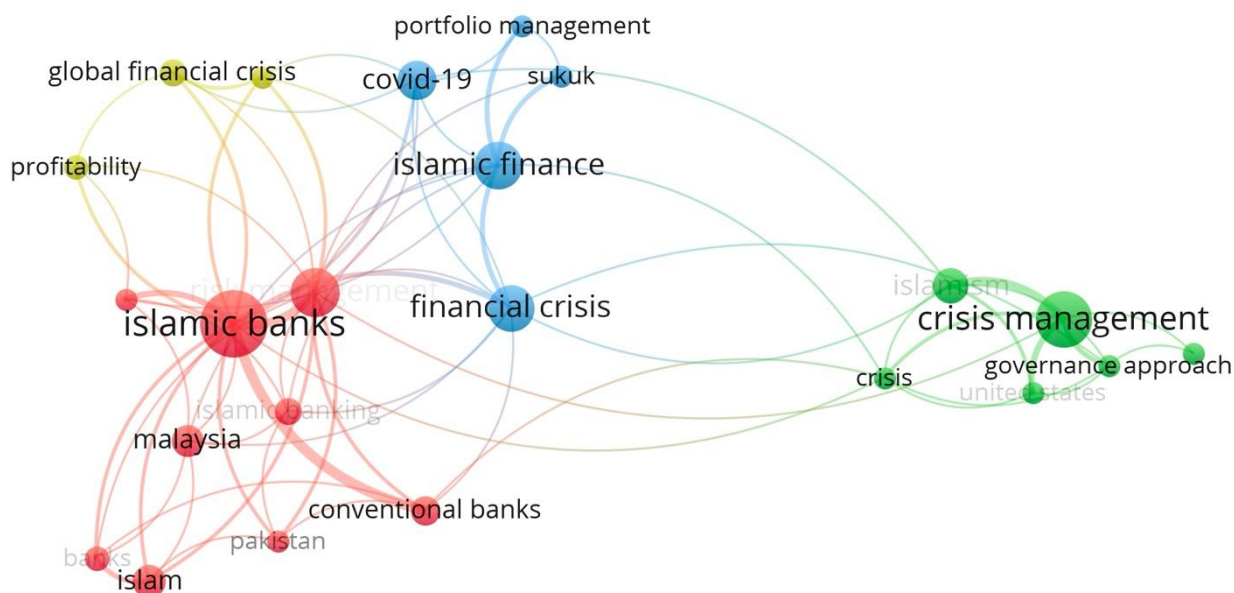 portfolio management
global financial crisis
covid-19
sukuk
profitability
islamic finance
risk management
islamic banks
financial crisis
islamism
crisis management
governance approach
crisis
united states
islamic banking
malaysia
conventional banks
pakistan
banks
islam